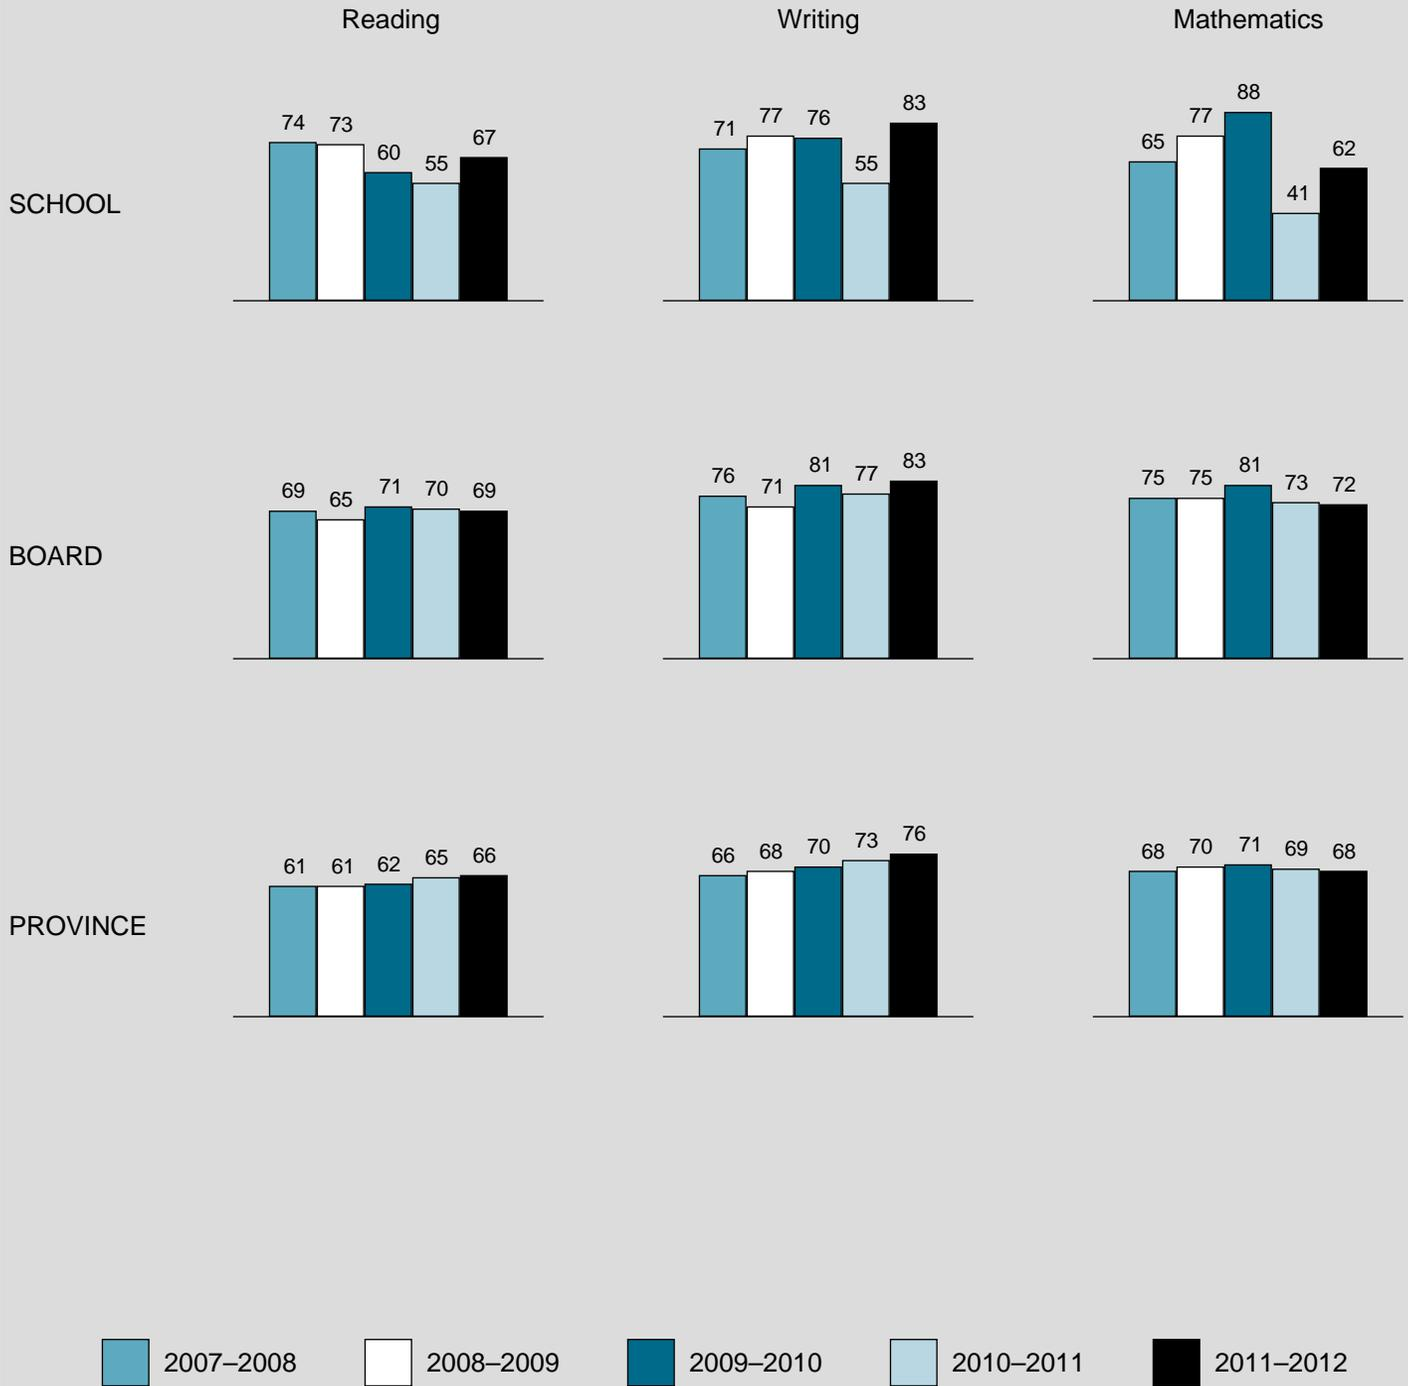 Reading Writing Mathematics
SCHOOL
74 73 60 55 67
71 77 76 55 83
65 77 88 41 62
BOARD
69 65 71 70 69
76 71 81 77 83
75 75 81 73 72
PROVINCE
61 61 62 65 66
66 68 70 73 76
68 70 71 69 68
2007–2008 2008–2009 2009–2010 2010–2011 2011–2012